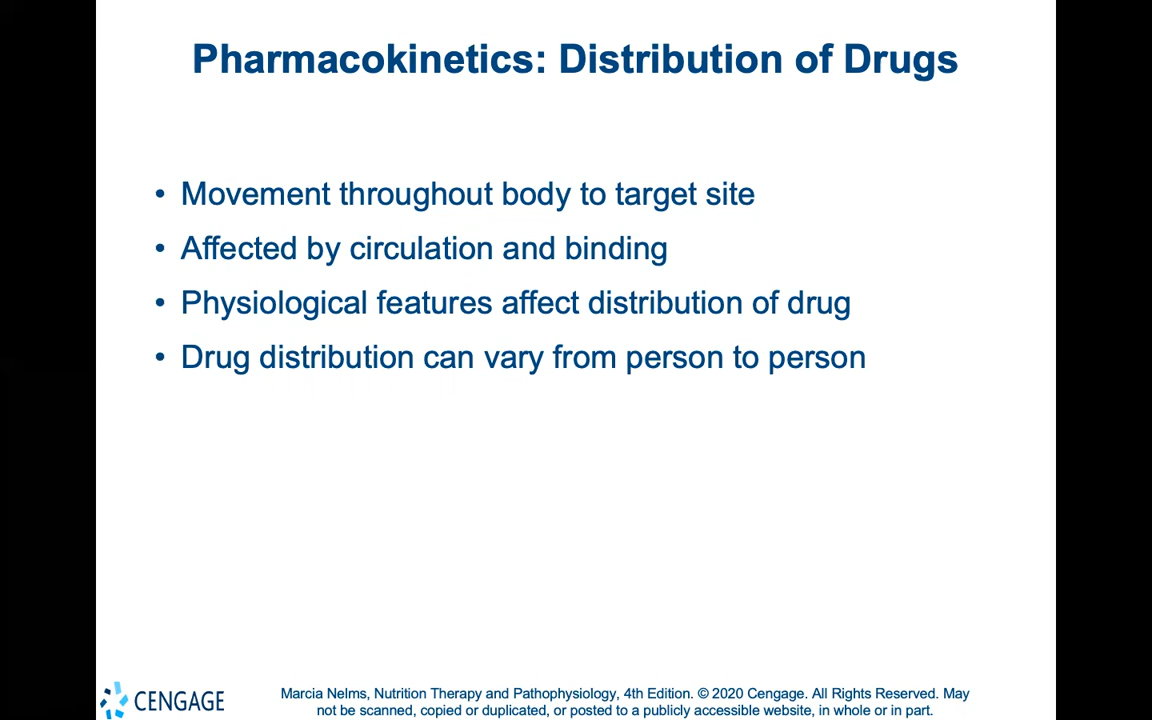 Pharmacokinetics: Distribution of Drugs
• Movement throughout body to target site
• Affected by circulation and binding
• Physiological features affect distribution of drug
• Drug distribution can vary from person to person
CENGAGE
Marcia Nelms, Nutrition Therapy and Pathophysiology, 4th Edition. © 2020 Cengage. All Rights Reserved. May
not be scanned, copied or duplicated, or posted to a publicly accessible website, in whole or in part.